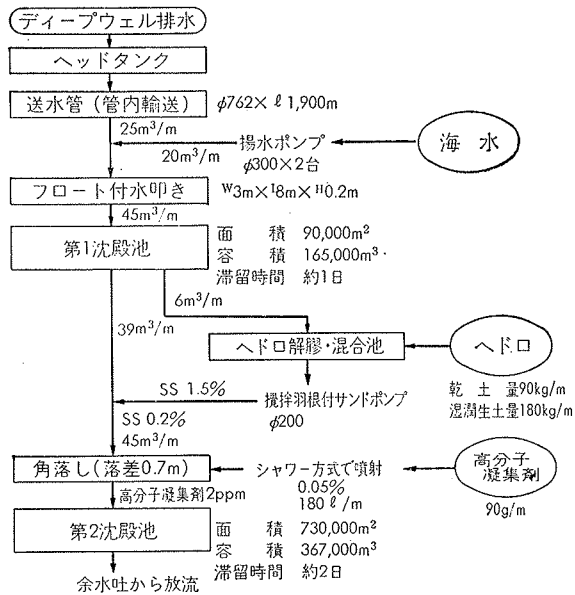 ディープウェル排水
ヘッドタンク
送水管(管内輸送) φ762×ℓ1,900m
25m³/m
揚水ポンプ
海水
20m³/m
φ300×2台
フロート付水叩き ᵂ3m×ᴵ8m×ᴴ0.2m
45m³/m
第1沈殿池
面積 90,000m²
容積 165,000m³
滞留時間 約1日
6m³/m
39m³/m
ヘドロ解膠・混合池
ヘドロ
乾土量90kg/m
湿潤生土量180kg/m
SS 1.5%
攪拌羽根付サンドポンプ
φ200
SS 0.2%
45m³/m
角落し(落差0.7m)
シャワー方式で噴射
高分子
凝集剤
0.05%
180ℓ/m
90g/m
高分子凝集剤2ppm
第2沈殿池
面積 730,000m²
容積 367,000m³
滞留時間 約2日
余水吐から放流